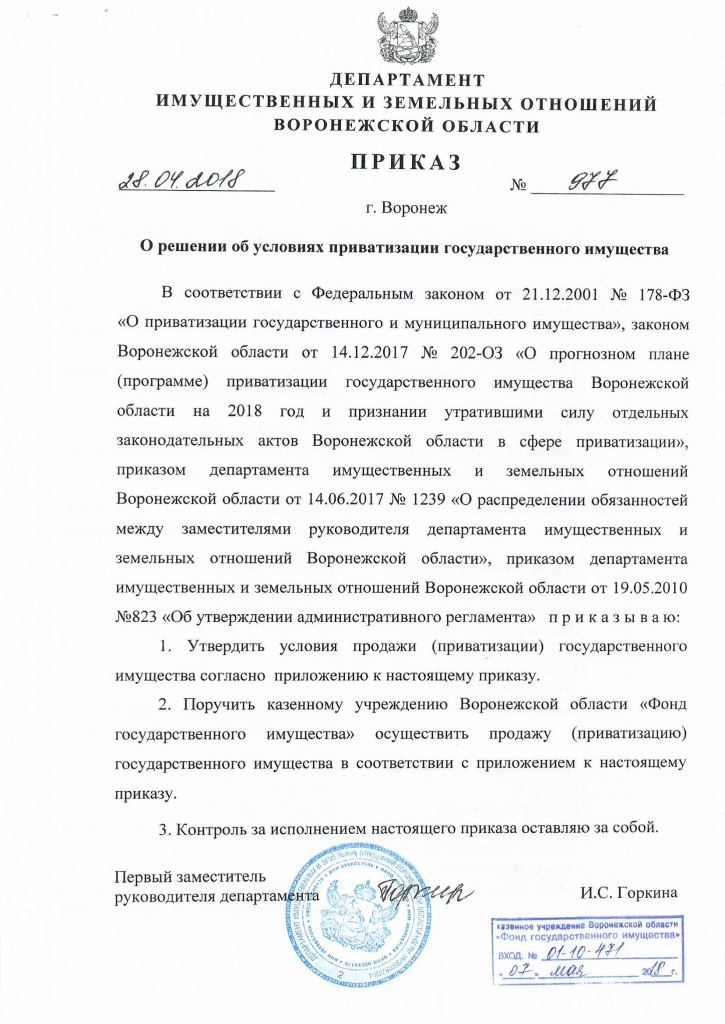 ДЕПАРТАМЕНТ
ИМУЩЕСТВЕННЫХ И ЗЕМЕЛЬНЫХ ОТНОШЕНИЙ
ВОРОНЕЖСКОЙ ОБЛАСТИ
ПРИКАЗ
28.04.2018 № 977
г. Воронеж
О решении об условиях приватизации государственного имущества
В соответствии с Федеральным законом от 21.12.2001 № 178-ФЗ
«О приватизации государственного и муниципального имущества», законом
Воронежской области от 14.12.2017 № 202-ОЗ «О прогнозном плане
(программе) приватизации государственного имущества Воронежской
области на 2018 год и признании утратившими силу отдельных
законодательных актов Воронежской области в сфере приватизации»,
приказом департамента имущественных и земельных отношений
Воронежской области от 14.06.2017 № 1239 «О распределении обязанностей
между заместителями руководителя департамента имущественных и
земельных отношений Воронежской области», приказом департамента
имущественных и земельных отношений Воронежской области от 19.05.2010
№823 «Об утверждении административного регламента» п р и к а з ы в а ю:
1. Утвердить условия продажи (приватизации) государственного
имущества согласно приложению к настоящему приказу.
2. Поручить казенному учреждению Воронежской области «Фонд
государственного имущества» осуществить продажу (приватизацию)
государственного имущества в соответствии с приложением к настоящему
приказу.
3. Контроль за исполнением настоящего приказа оставляю за собой.
Первый заместитель
руководителя департамента И.С. Горкина
казенное учреждение Воронежской области
«Фонд государственного имущества»
ВХОД. № 01-10-471
« 07 » мая 2018 г.
2